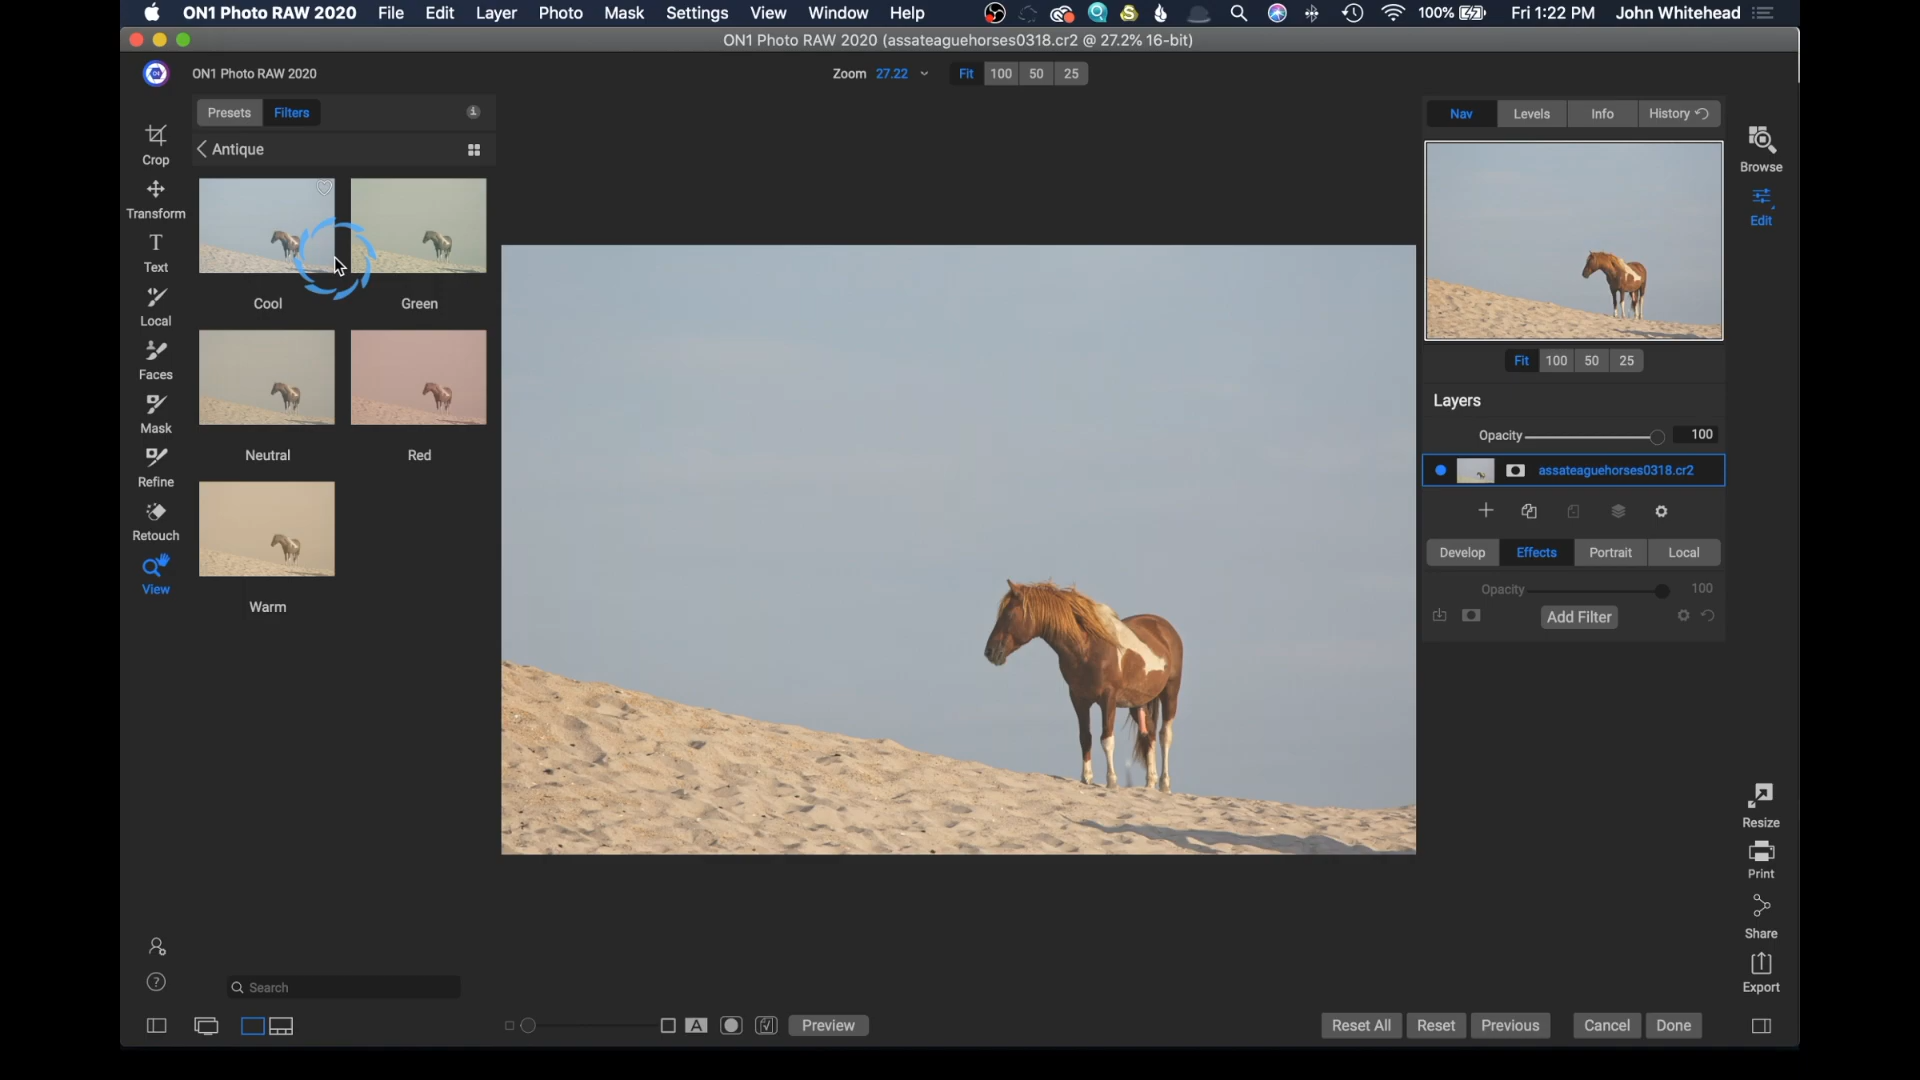 ON1 Photo RAW 2020 File Edit Layer Photo Mask Settings View Window Help 100% Fri 1:22 PM John Whitehead
ON1 Photo RAW 2020 (assateaguehorses0318.cr2 @ 27.2% 16-bit)
ON1 Photo RAW 2020
Zoom 27.22 Fit 100 50 25
Presets Filters
Antique
Cool
Green
Neutral
Red
Warm
Crop
Transform
Text
Local
Faces
Mask
Refine
Retouch
View
Search
A
Preview
Nav Levels Info History
Fit 100 50 25
Layers
Opacity 100
assateaguehorses0318.cr2
Develop Effects Portrait Local
Opacity 100
Add Filter
Browse
Edit
Resize
Print
Share
Export
Reset All Reset Previous Cancel Done